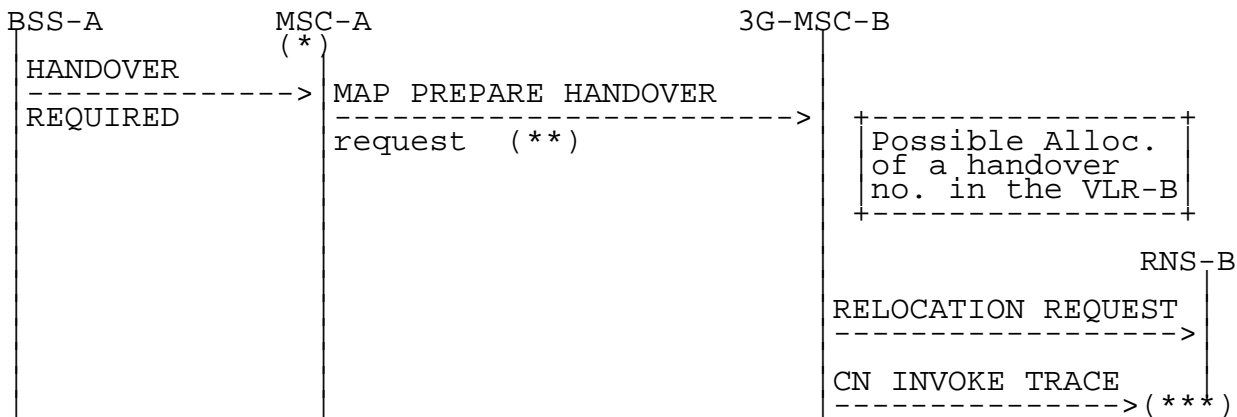 BSS-A MSC-A 3G-MSC-B
(*)
HANDOVER
REQUIRED
MAP PREPARE HANDOVER
request (**)
Possible Alloc.
of a handover
no. in the VLR-B
RNS-B
RELOCATION REQUEST
CN INVOKE TRACE
(***)